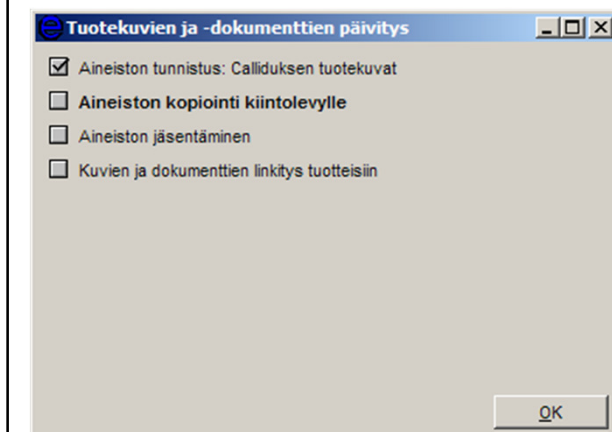 Tuotekuvien ja -dokumenttien päivitys
Aineiston tunnistus: Calliduksen tuotekuvat
Aineiston kopiointi kiintolevylle
Aineiston jäsentäminen
Kuvien ja dokumenttien linkitys tuotteisiin
OK